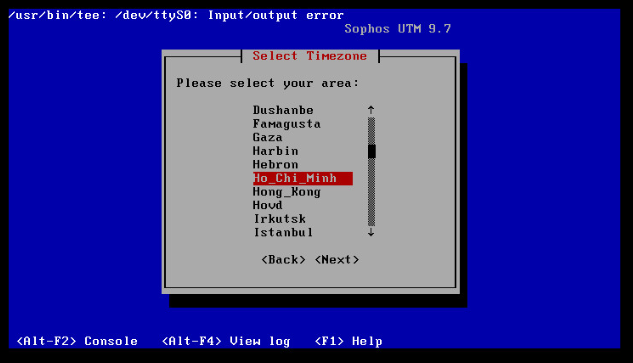 /usr/bin/tee: /dev/ttyS0: Input/output error
Sophos UTM 9.7
Select Timezone
Please select your area:
Dushanbe ↑
Famagusta
Gaza
Harbin
Hebron
Ho_Chi_Minh
Hong_Kong
Hovd
Irkutsk
Istanbul ↓
<Back> <Next>
<Alt-F2> Console <Alt-F4> View log <F1> Help